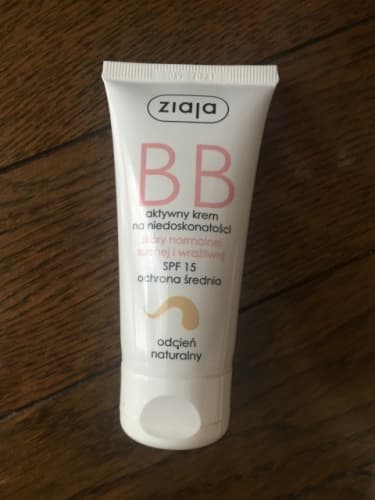 ziaja
BB
aktywny krem
na niedoskonałości
skóry normalnej
suchej i wrażliwej
SPF 15
ochrona średnia
odcień
naturalny